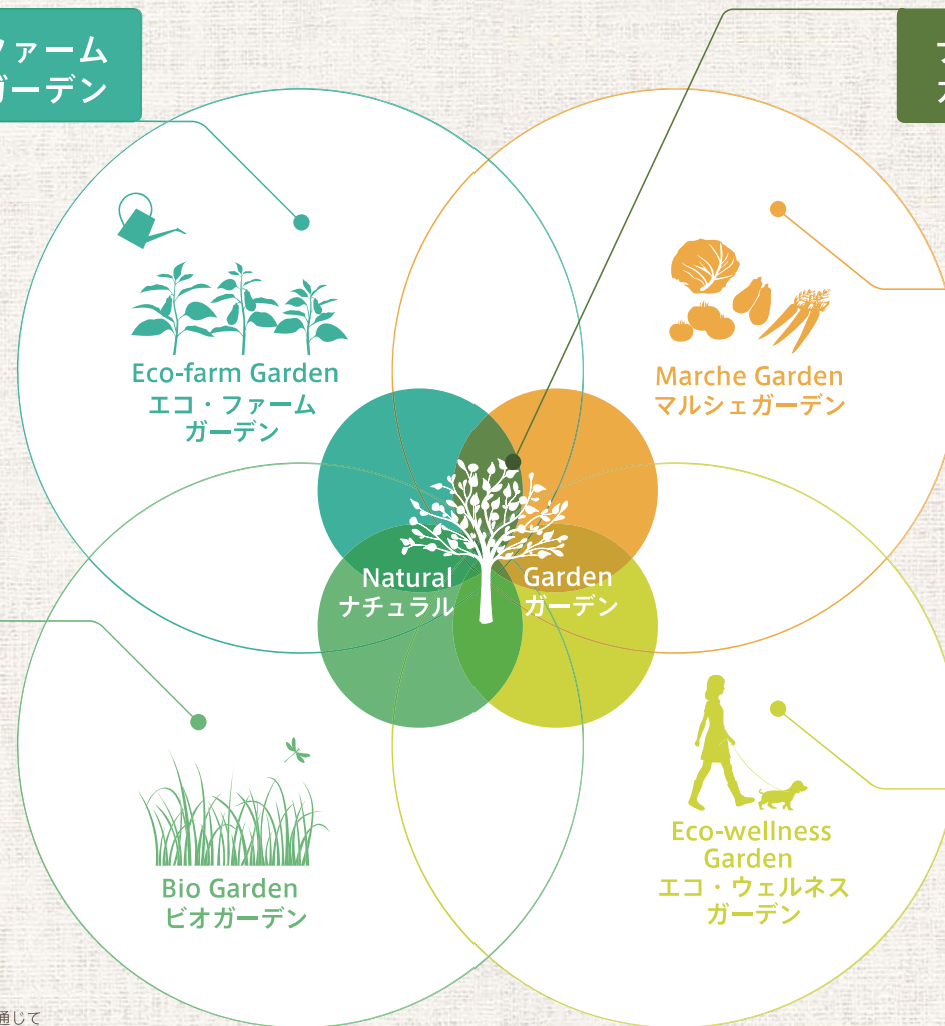 ファーム
ガーデン
Eco-farm Garden
エコ・ファーム
ガーデン
Marche Garden
マルシェガーデン
Natural
ナチュラル
Garden
ガーデン
Bio Garden
ビオガーデン
Eco-wellness
Garden
エコ・ウェルネス
ガーデン
通じて